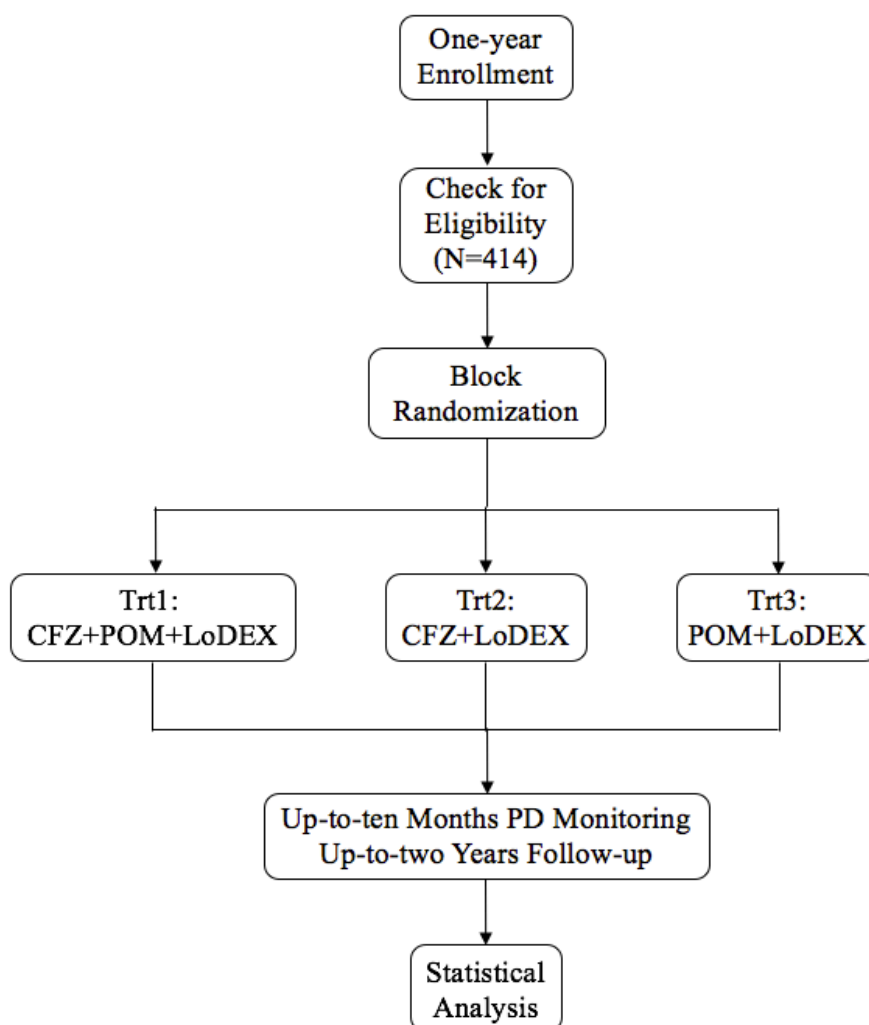 One-year
Enrollment
Check for
Eligibility
(N=414)
Block
Randomization
Trt1:
CFZ+POM+LoDEX
Trt2:
CFZ+LoDEX
Trt3:
POM+LoDEX
Up-to-ten Months PD Monitoring
Up-to-two Years Follow-up
Statistical
Analysis